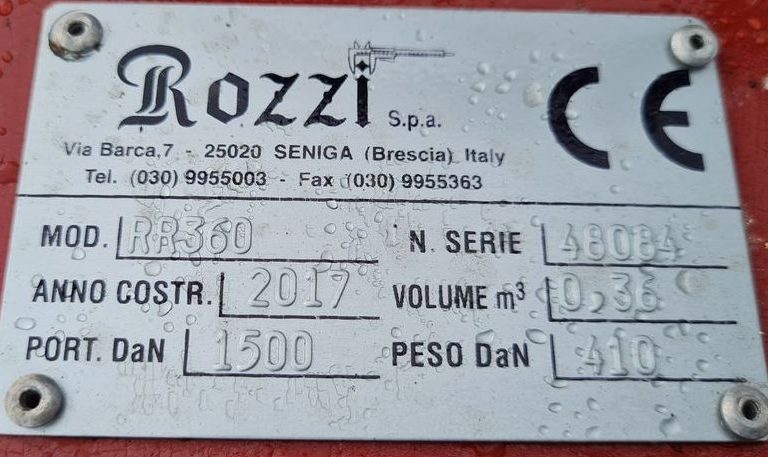 Rozzi S.p.a.
CE
Via Barca,7 - 25020 SENIGA (Brescia) Italy
Tel. (030) 9955003 - Fax (030) 9955363
MOD. RR360 N. SERIE 48084
ANNO COSTR. 2017 VOLUME m³ 0,36
PORT. DaN 1500 PESO DaN 410